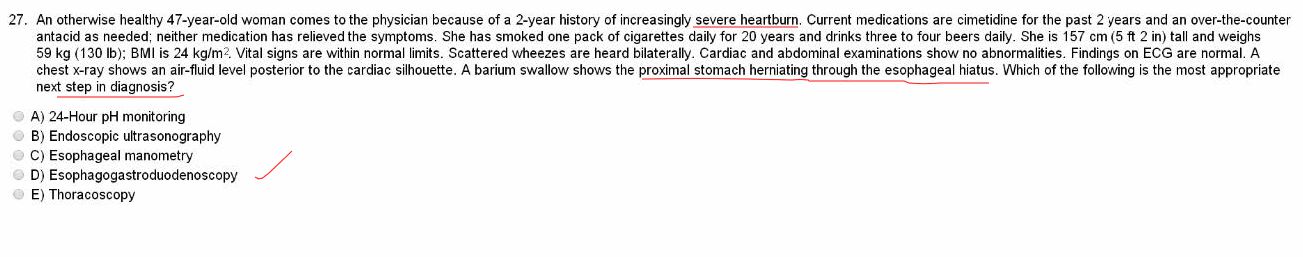 27. An otherwise healthy 47-year-old woman comes to the physician because of a 2-year history of increasingly severe heartburn. Current medications are cimetidine for the past 2 years and an over-the-counter
antacid as needed; neither medication has relieved the symptoms. She has smoked one pack of cigarettes daily for 20 years and drinks three to four beers daily. She is 157 cm (5 ft 2 in) tall and weighs
59 kg (130 lb); BMI is 24 kg/m². Vital signs are within normal limits. Scattered wheezes are heard bilaterally. Cardiac and abdominal examinations show no abnormalities. Findings on ECG are normal. A
chest x-ray shows an air-fluid level posterior to the cardiac silhouette. A barium swallow shows the proximal stomach herniating through the esophageal hiatus. Which of the following is the most appropriate
next step in diagnosis?
A) 24-Hour pH monitoring
B) Endoscopic ultrasonography
C) Esophageal manometry
D) Esophagogastroduodenoscopy
E) Thoracoscopy